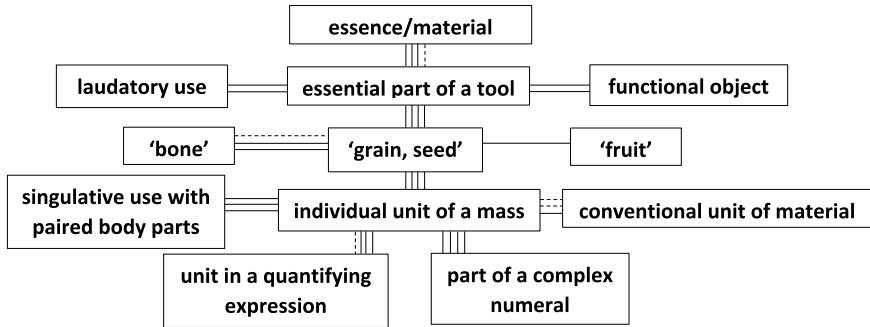 essence/material
laudatory use
essential part of a tool
functional object
‘bone’
‘grain, seed’
‘fruit’
singulative use with
paired body parts
individual unit of a mass
conventional unit of material
unit in a quantifying
expression
part of a complex
numeral